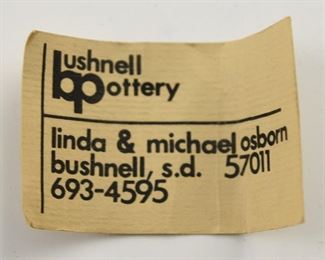 bushnell
pottery
linda & michael osborn
bushnell, s.d. 57011
693-4595